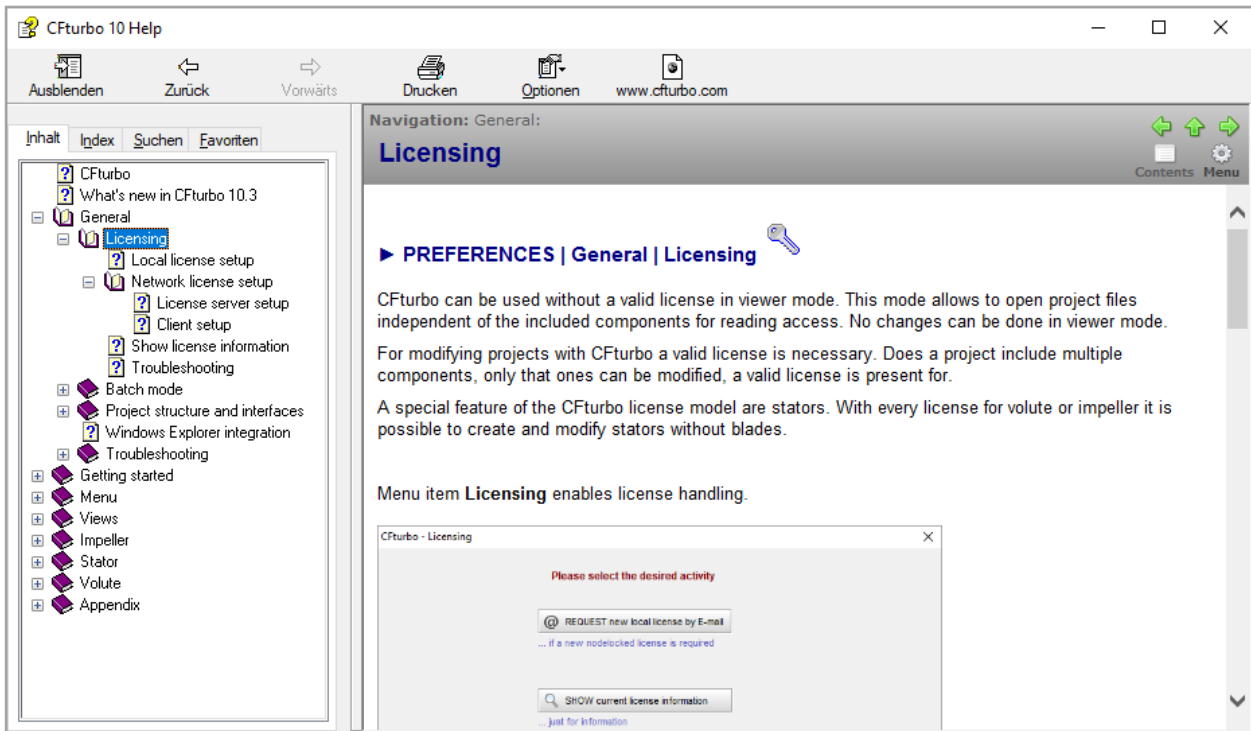 CFturbo 10 Help
Ausblenden Zurück Vorwärts Drucken Optionen www.cfturbo.com
Inhalt Index Suchen Favoriten
CFturbo
What's new in CFturbo 10.3
General
Licensing
Local license setup
Network license setup
License server setup
Client setup
Show license information
Troubleshooting
Batch mode
Project structure and interfaces
Windows Explorer integration
Troubleshooting
Getting started
Menu
Views
Impeller
Stator
Volute
Appendix
Navigation: General:
Licensing
Contents Menu
► PREFERENCES | General | Licensing
CFturbo can be used without a valid license in viewer mode. This mode allows to open project files
independent of the included components for reading access. No changes can be done in viewer mode.
For modifying projects with CFturbo a valid license is necessary. Does a project include multiple
components, only that ones can be modified, a valid license is present for.
A special feature of the CFturbo license model are stators. With every license for volute or impeller it is
possible to create and modify stators without blades.
Menu item Licensing enables license handling.
CFturbo - Licensing
Please select the desired activity
@ REQUEST new local license by E-mail
... if a new nodelocked license is required
SHOW current license information
... just for information